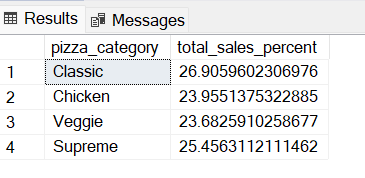 Results Messages
pizza_category total_sales_percent
1 Classic 26.9059602306976
2 Chicken 23.9551375322885
3 Veggie 23.6825910258677
4 Supreme 25.4563112111462